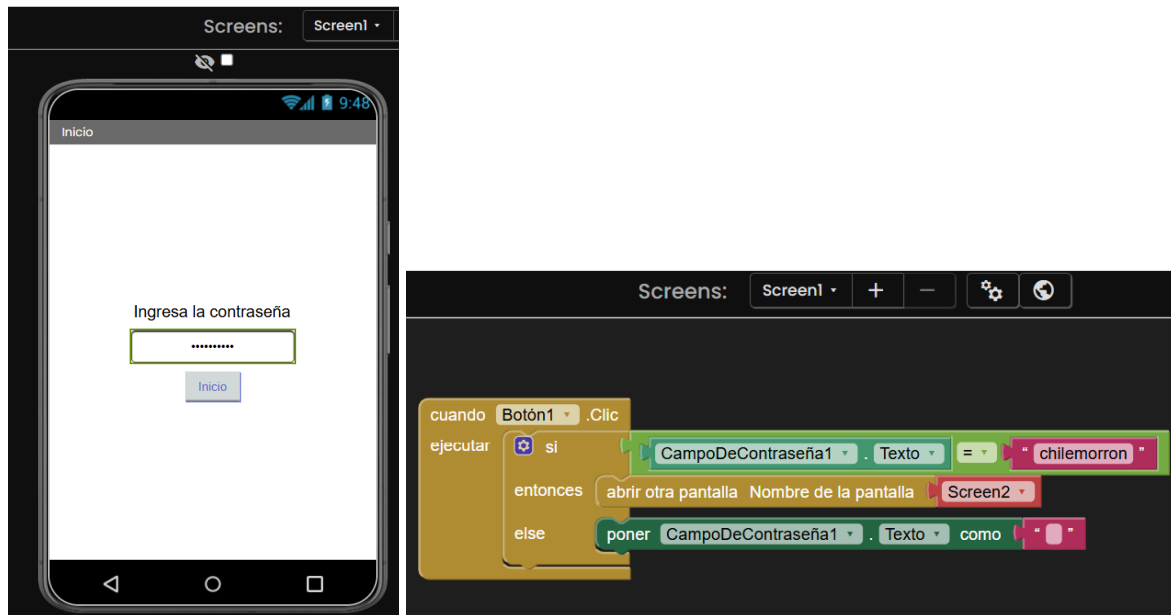 Screens: Screen1
9:48
Inicio
Ingresa la contraseña
••••••••••
Inicio
Screens: Screen1 + −
cuando Botón1 .Clic
ejecutar si CampoDeContraseña1 . Texto = " chilemorron "
entonces abrir otra pantalla Nombre de la pantalla Screen2
else poner CampoDeContraseña1 . Texto como " "